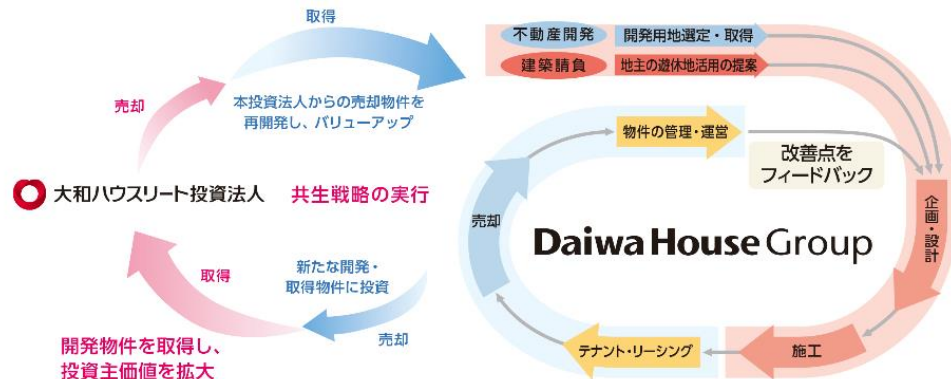 取得
売却
本投資法人からの売却物件を
再開発し、バリューアップ
大和ハウスリート投資法人
共生戦略の実行
新たな開発・
取得物件に投資
取得
売却
開発物件を取得し、
投資主価値を拡大
不動産開発
開発用地選定・取得
建築請負
地主の遊休地活用の提案
物件の管理・運営
改善点を
フィードバック
売却
Daiwa House Group
企画・設計
テナント・リーシング
施工